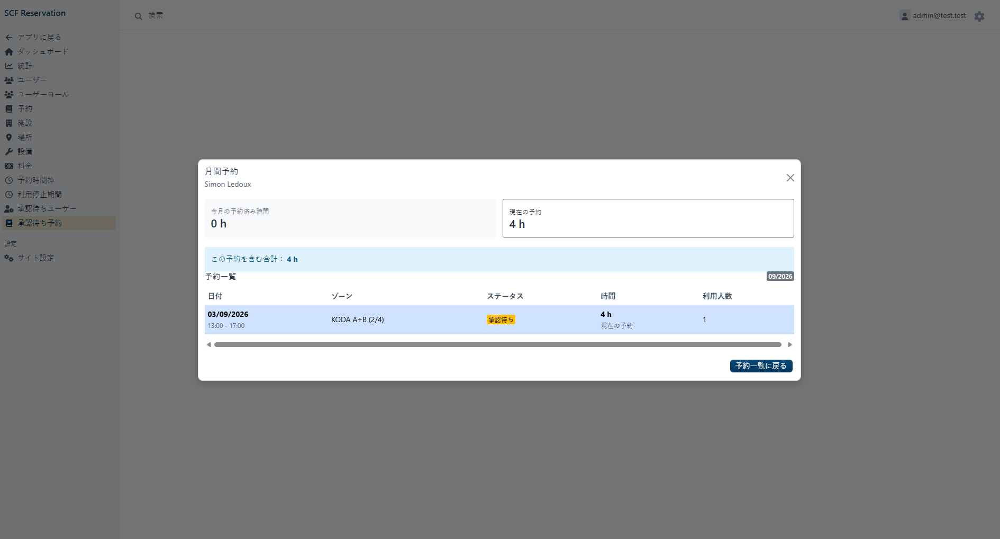 SCF Reservation
アプリに戻る
ダッシュボード
統計
ユーザー
ユーザーロール
予約
施設
場所
設備
料金
予約時間枠
利用停止期間
承認待ちユーザー
承認待ち予約
設定
サイト設定
検索
admin@test.test
月間予約
Simon Ledoux
今月の予約済み時間
0 h
現在の予約
4 h
この予約を含む合計： 4 h
予約一覧
09/2026
日付 ゾーン ステータス 時間 利用人数
03/09/2026
13:00 - 17:00
KODA A+B (2/4)
承認待ち
4 h
現在の予約
1
予約一覧に戻る